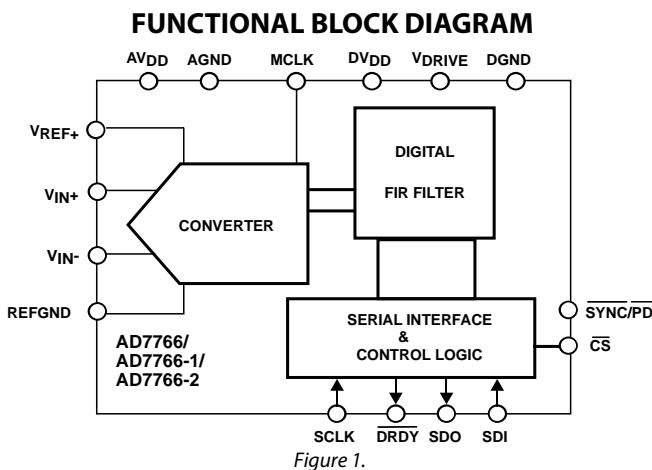 FUNCTIONAL BLOCK DIAGRAM
AVDD AGND MCLK DVDD VDRIVE DGND
VREF+
DIGITAL
FIR FILTER
VIN+
CONVERTER
VIN-
REFGND
SERIAL INTERFACE
&
CONTROL LOGIC
SYNC/PD
CS
AD7766/
AD7766-1/
AD7766-2
SCLK DRDY SDO SDI
Figure 1.